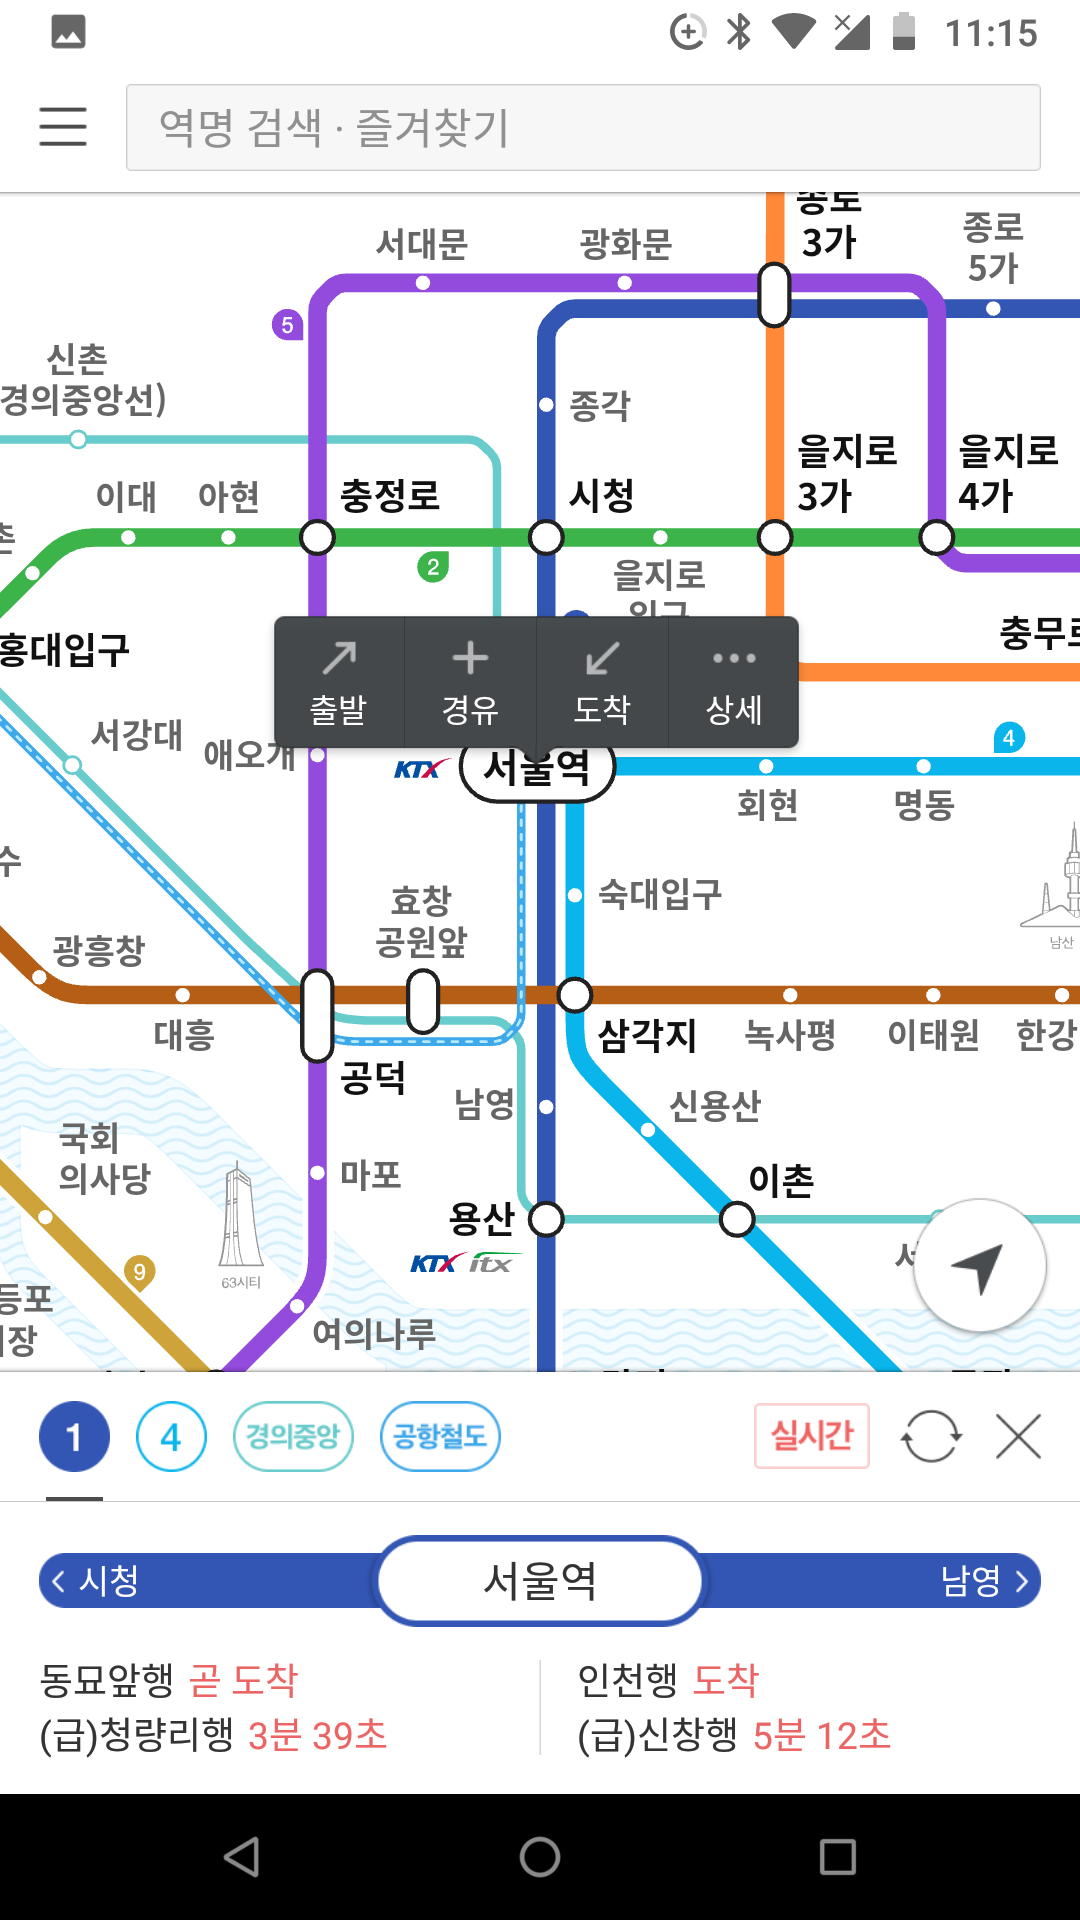 11:15
역명 검색 · 즐겨찾기
종로
3가
종로
5가
서대문
광화문
5
신촌
경의중앙선)
종각
을지로
3가
을지로
4가
이대
아현
충정로
시청
2
을지로
입구
홍대입구
충무로
출발
경유
도착
상세
서강대
애오개
KTX
서울역
4
회현
명동
수
효창
공원앞
숙대입구
남산
광흥창
대흥
삼각지
녹사평
이태원
한강
공덕
남영
신용산
국회
의사당
마포
이촌
용산
KTX itx
9
63시티
등포
장
여의나루
1
4
경의중앙
공항철도
실시간
시청
서울역
남영
동묘앞행 곧 도착
(급)청량리행 3분 39초
인천행 도착
(급)신창행 5분 12초